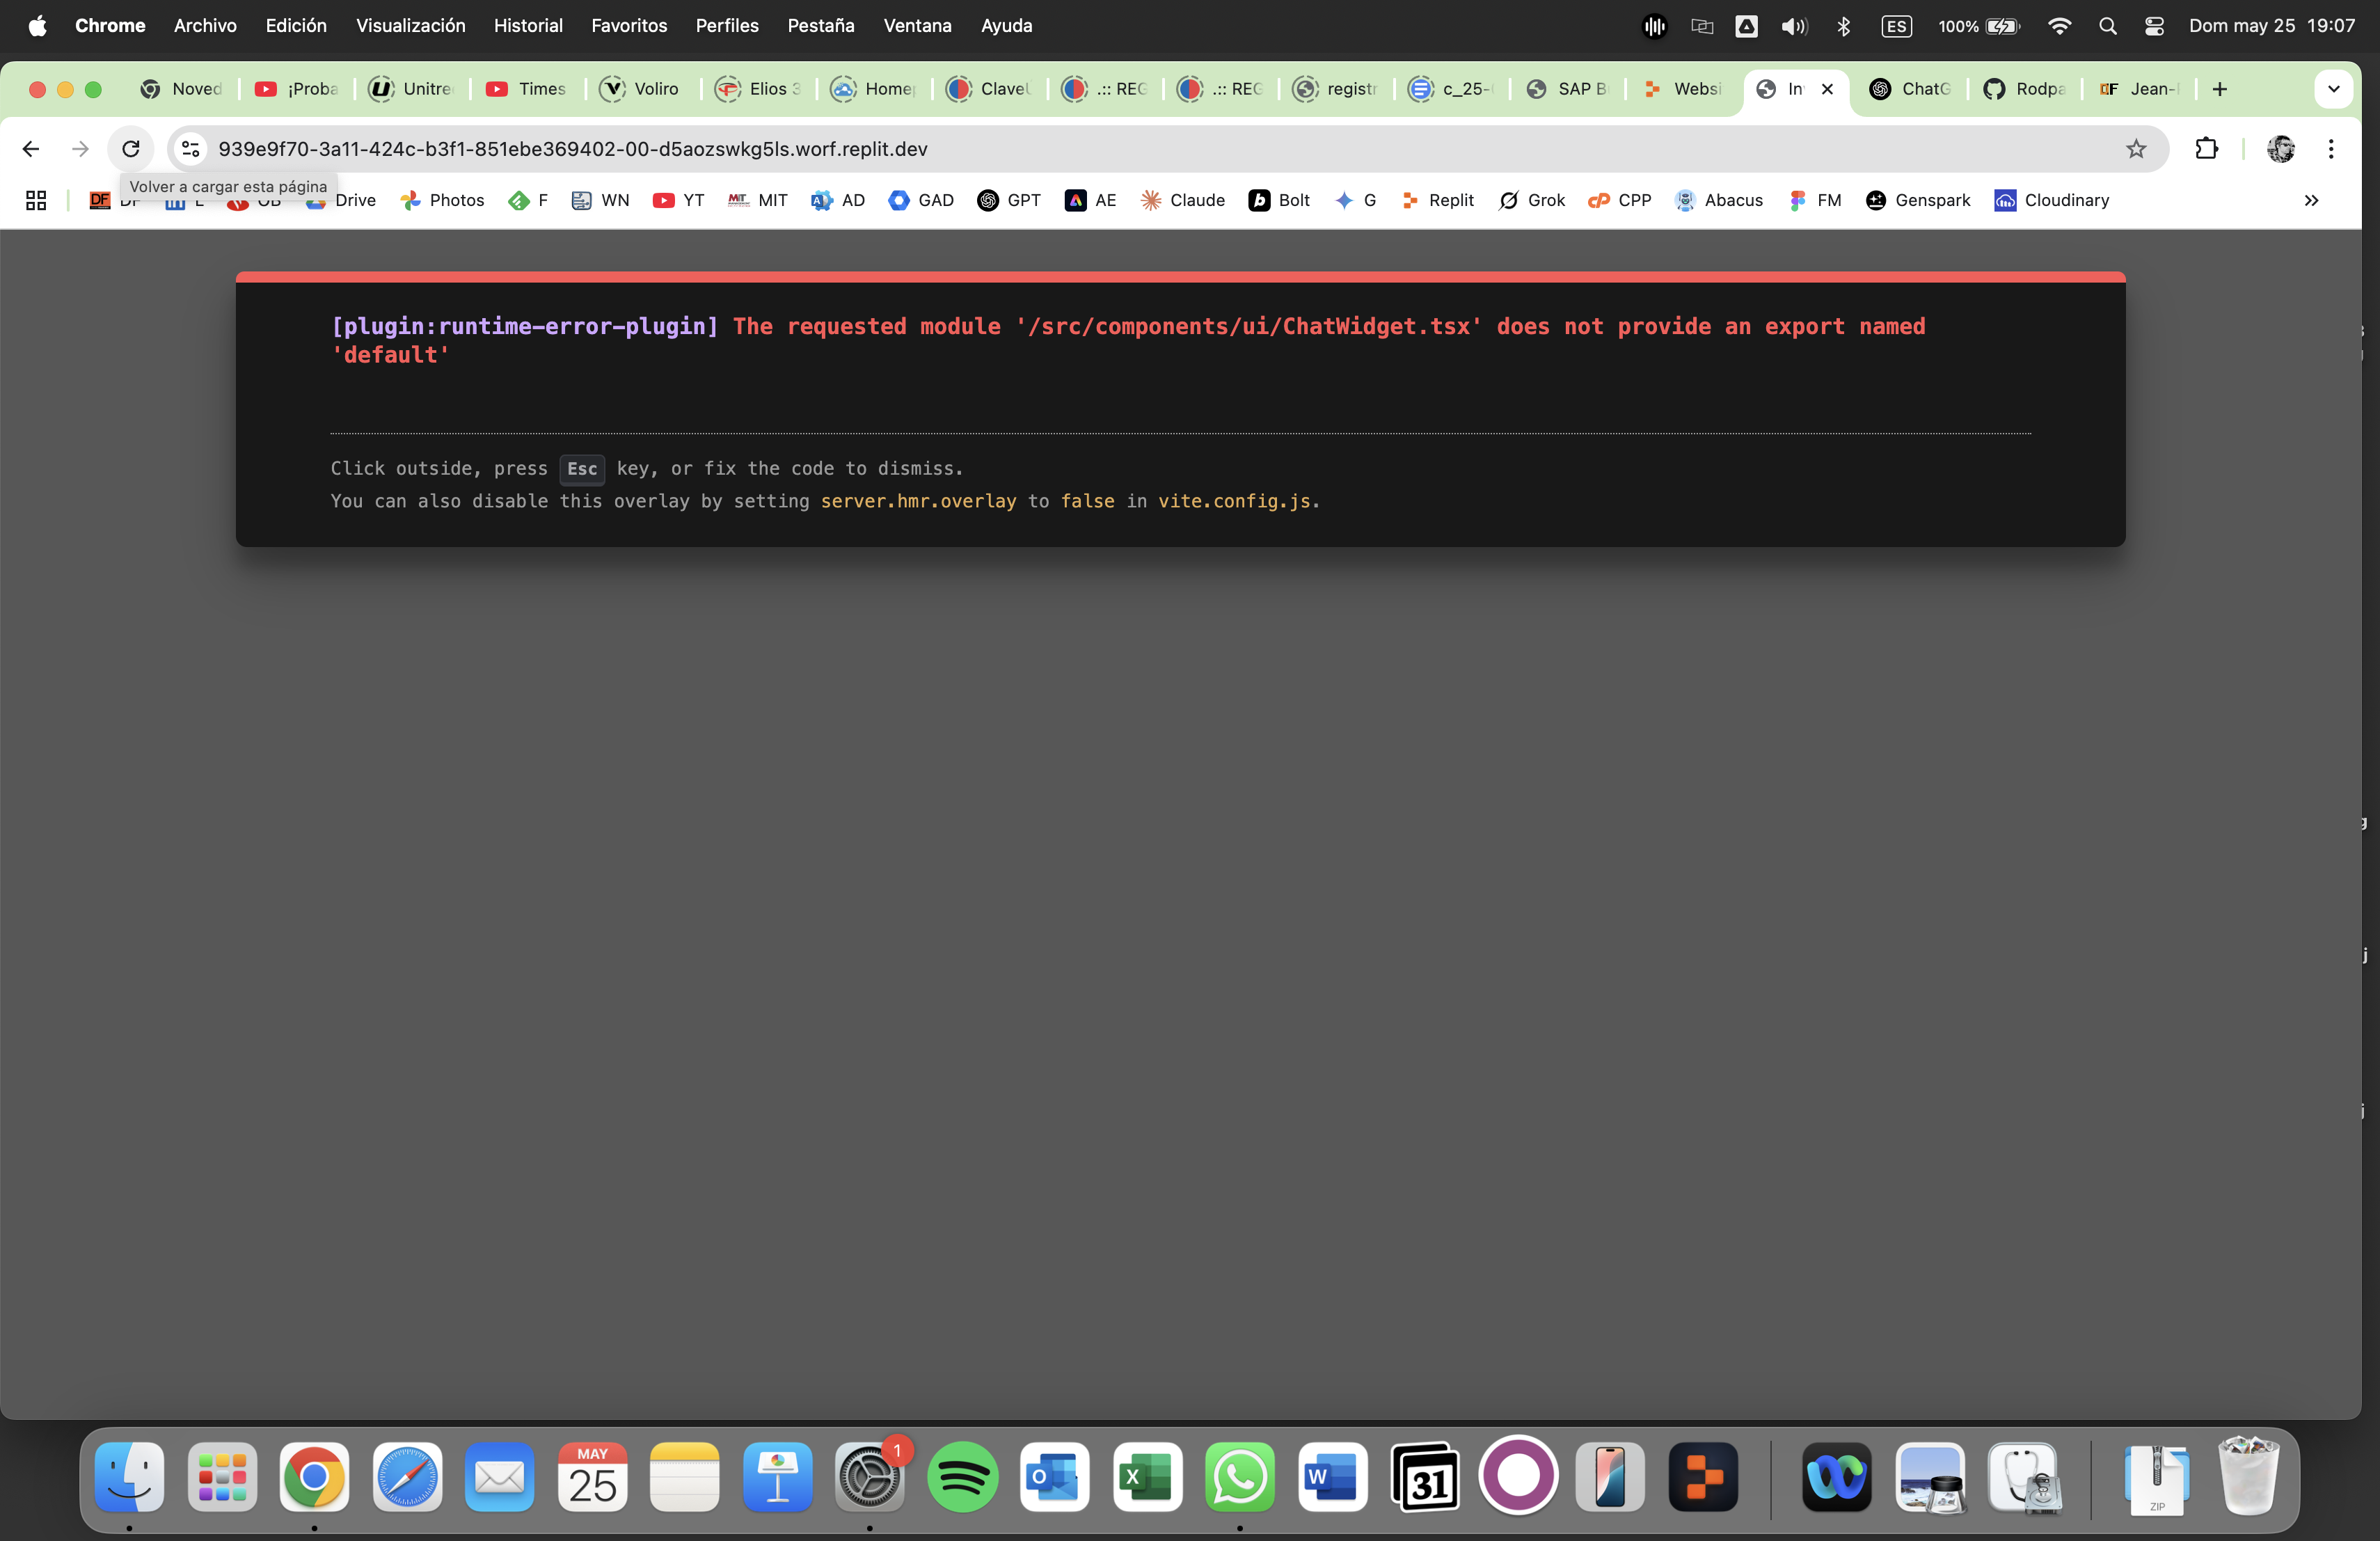 Chrome Archivo Edición Visualización Historial Favoritos Perfiles Pestaña Ventana Ayuda ES 100% Dom may 25 19:07
Noved ¡Proba Unitre Times Voliro Elios 3 Home ClaveU .:: REG .:: REG registr c_25- SAP B Websi In ChatG Rodpa Jean-
939e9f70-3a11-424c-b3f1-851ebe369402-00-d5aozswkg5ls.worf.replit.dev
Volver a cargar esta página
Drive Photos F WN YT MIT AD GAD GPT AE Claude Bolt G Replit Grok CPP Abacus FM Genspark Cloudinary
[plugin:runtime-error-plugin] The requested module '/src/components/ui/ChatWidget.tsx' does not provide an export named
'default'
Click outside, press Esc key, or fix the code to dismiss.
You can also disable this overlay by setting server.hmr.overlay to false in vite.config.js.
MAY
25
1
31
ZIP